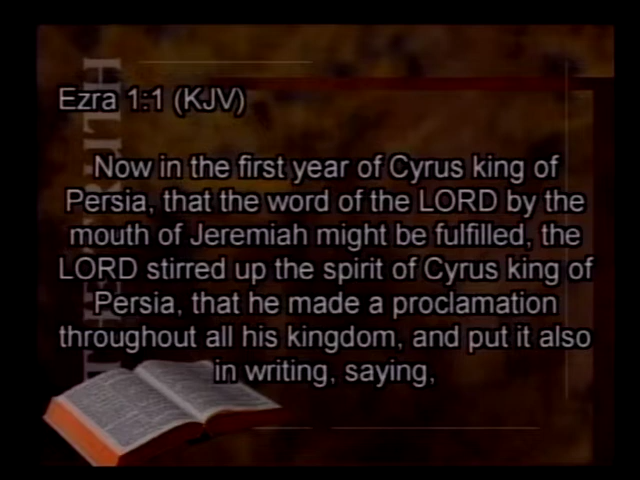 Ezra 1:1 (KJV)
Now in the first year of Cyrus king of
Persia, that the word of the LORD by the
mouth of Jeremiah might be fulfilled, the
LORD stirred up the spirit of Cyrus king of
Persia, that he made a proclamation
throughout all his kingdom, and put it also
in writing, saying,